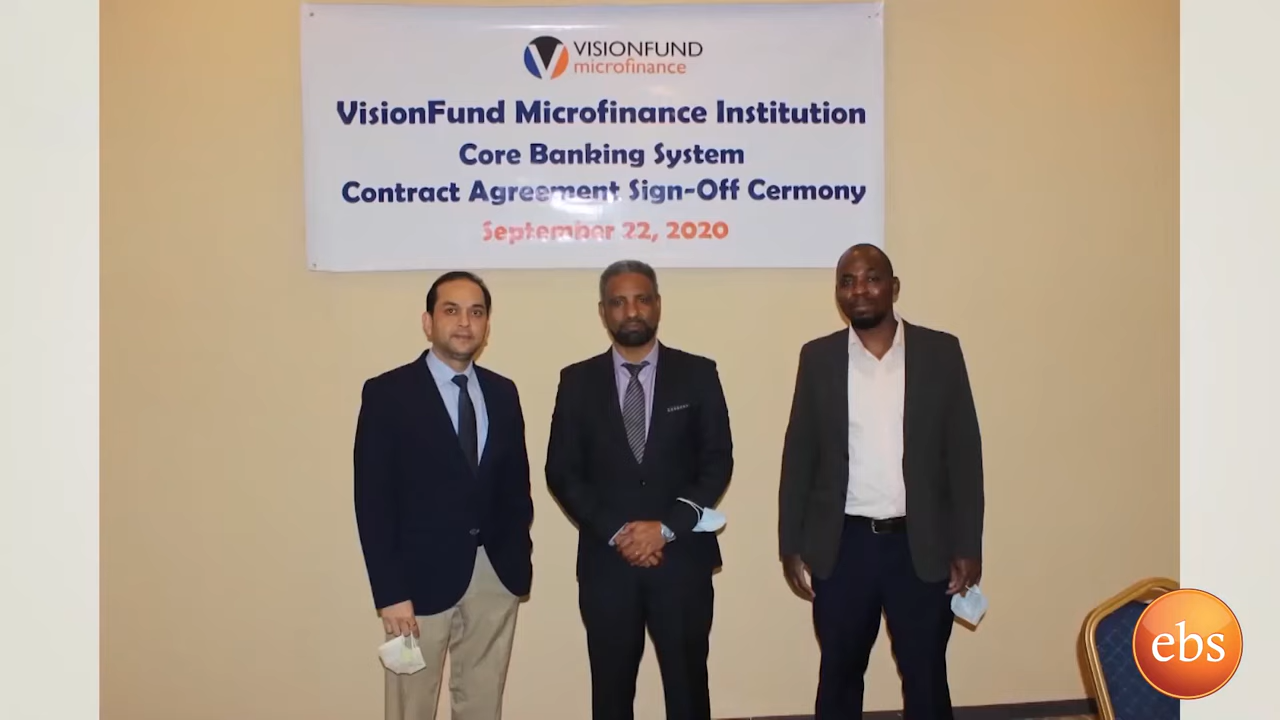 VISIONFUND
microfinance
VisionFund Microfinance Institution
Core Banking System
Contract Agreement Sign-Off Cermony
September 22, 2020
ebs